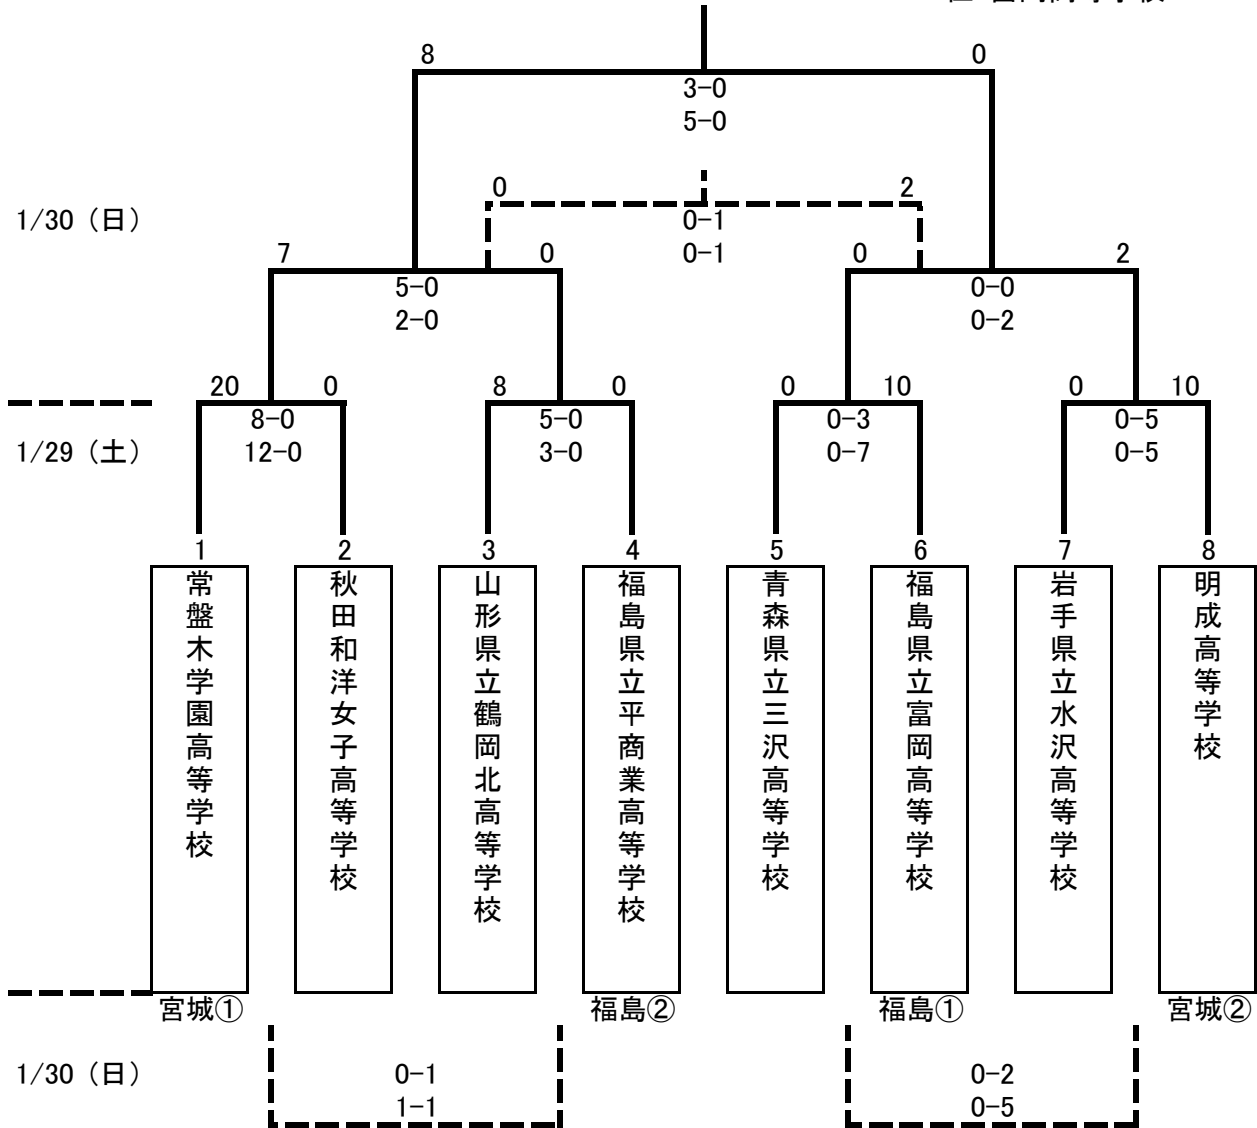 8 0
3-0
5-0
0 2
1/30（日）
0-1
0-1
7 0 0 2
5-0 0-0
2-0 0-2
20 0 8 0 0 10 0 10
8-0 5-0 0-3 0-5
1/29（土） 12-0 3-0 0-7 0-5
1 2 3 4 5 6 7 8
常盤木学園高等学校
秋田和洋女子高等学校
山形県立鶴岡北高等学校
福島県立平商業高等学校
青森県立三沢高等学校
福島県立富岡高等学校
岩手県立水沢高等学校
明成高等学校
宮城① 福島② 福島① 宮城②
1/30（日） 0-1 0-2
1-1 0-5